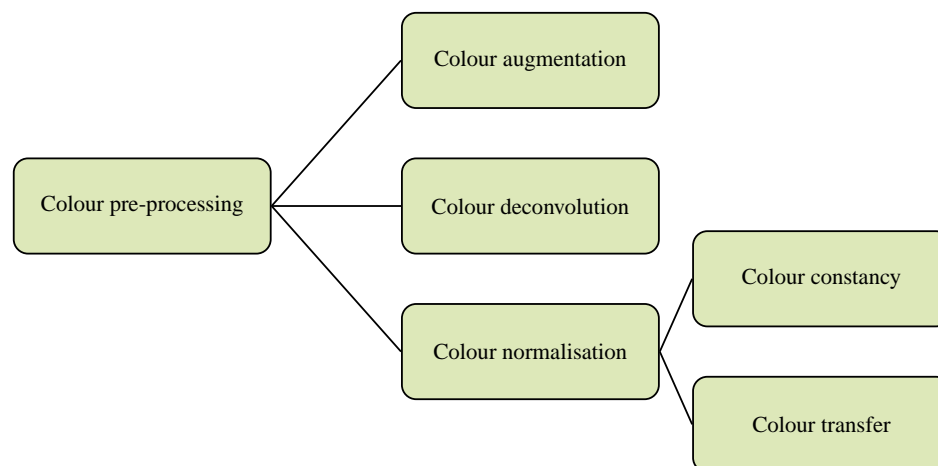 Colour augmentation
Colour pre-processing
Colour deconvolution
Colour constancy
Colour normalisation
Colour transfer